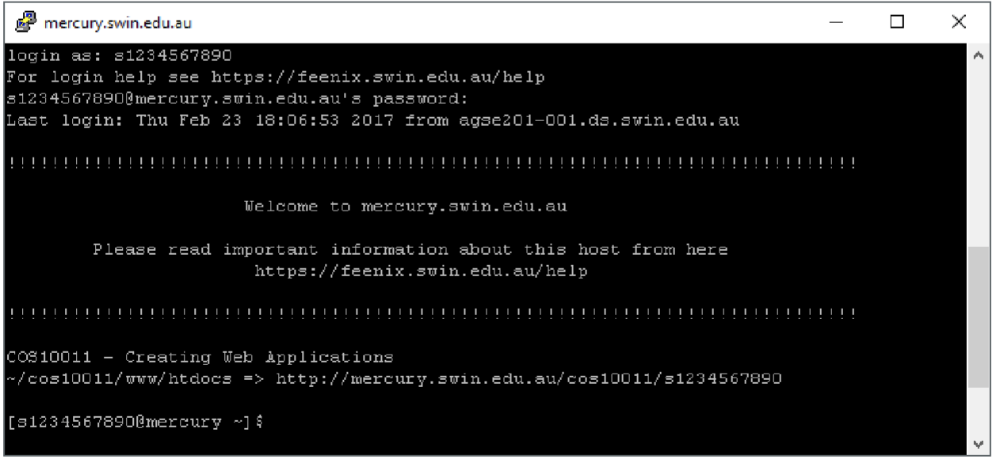 mercury.swin.edu.au
login as: s1234567890
For login help see https://feenix.swin.edu.au/help
s1234567890@mercury.swin.edu.au's password:
Last login: Thu Feb 23 18:06:53 2017 from agse201-001.ds.swin.edu.au
!!!!!!!!!!!!!!!!!!!!!!!!!!!!!!!!!!!!!!!!!!!!!!!!!!!!!!!!!!!!!!!!!!!!!!!!!!!!!!!
Welcome to mercury.swin.edu.au
Please read important information about this host from here
https://feenix.swin.edu.au/help
!!!!!!!!!!!!!!!!!!!!!!!!!!!!!!!!!!!!!!!!!!!!!!!!!!!!!!!!!!!!!!!!!!!!!!!!!!!!!!!
COS10011 - Creating Web Applications
~/cos10011/www/htdocs => http://mercury.swin.edu.au/cos10011/s1234567890
[s1234567890@mercury ~]$